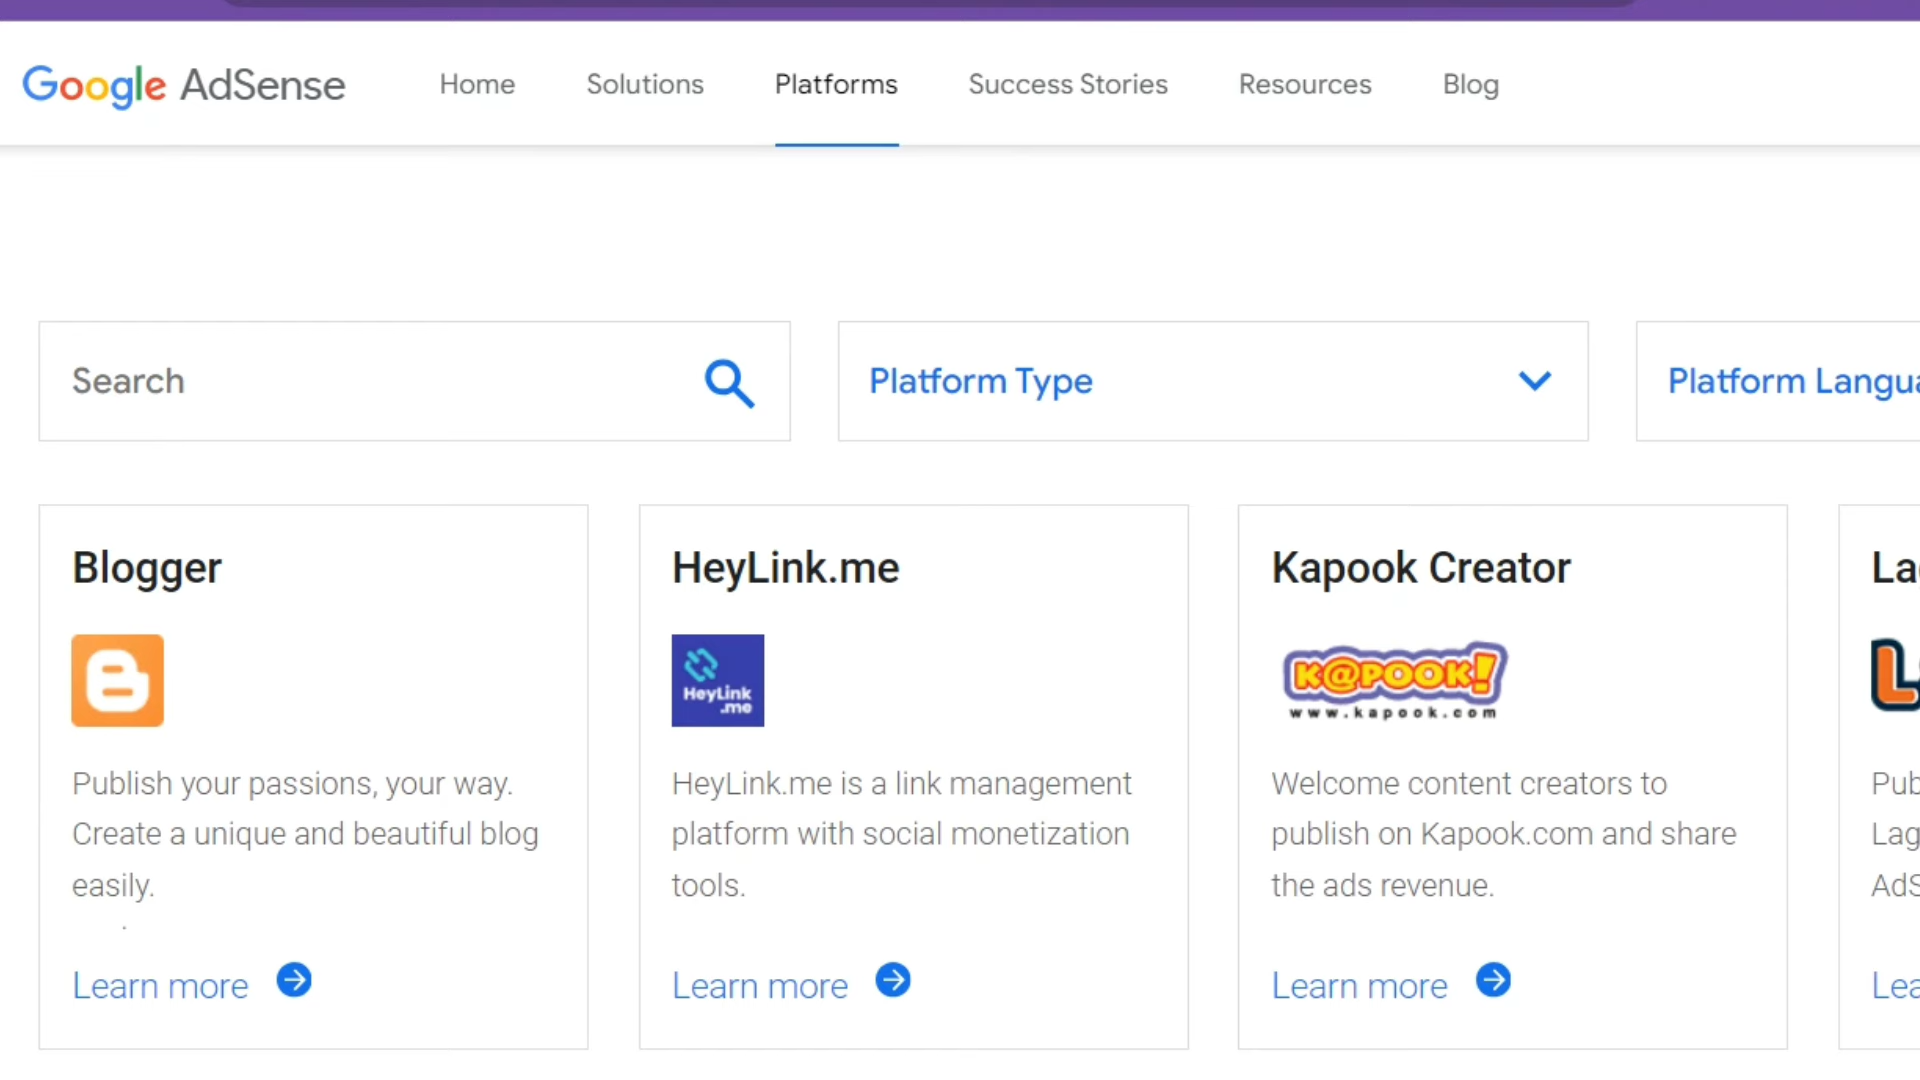 Google AdSense Home Solutions Platforms Success Stories Resources Blog
Search Platform Type Platform
Blogger HeyLink.me Kapook Creator
HeyLink K@POOK!
.me www.kapook.com
Publish your passions, your way. HeyLink.me is a link management Welcome content creators to
Create a unique and beautiful blog platform with social monetization publish on Kapook.com and share
easily. tools. the ads revenue.
Learn more Learn more Learn more